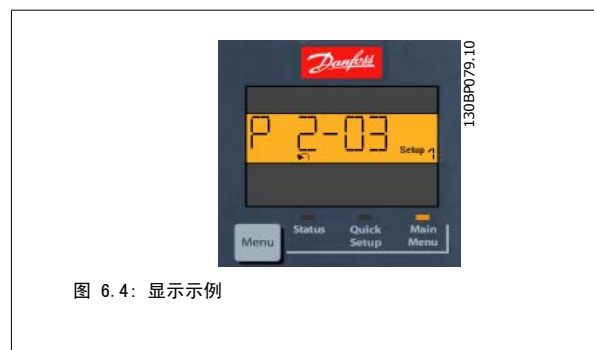 Danfoss
130BP079.10
P 2-03
Setup 1
Status
Quick Setup
Main Menu
Menu
图 6.4: 显示示例